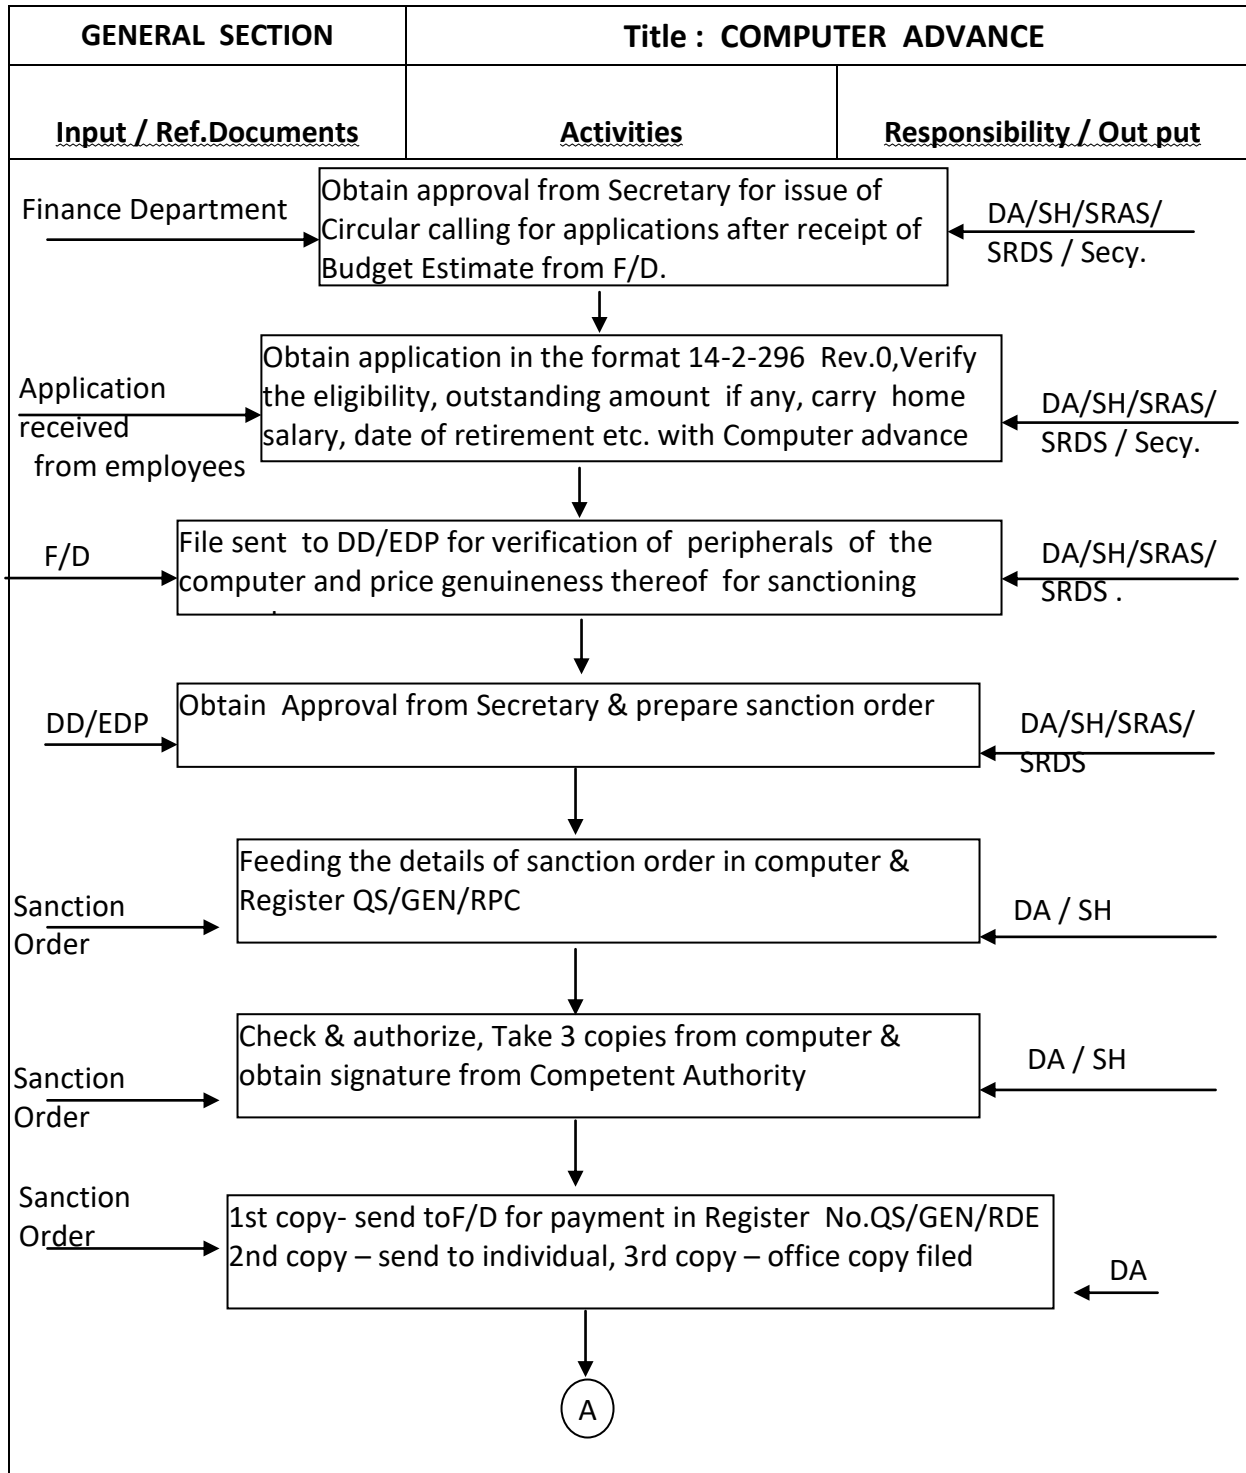 GENERAL SECTION
Title : COMPUTER ADVANCE
Input / Ref.Documents
Activities
Responsibility / Out put
Finance Department
Obtain approval from Secretary for issue of
Circular calling for applications after receipt of
Budget Estimate from F/D.
DA/SH/SRAS/
SRDS / Secy.
Application
received
from employees
Obtain application in the format 14-2-296 Rev.0,Verify
the eligibility, outstanding amount if any, carry home
salary, date of retirement etc. with Computer advance
DA/SH/SRAS/
SRDS / Secy.
F/D
File sent to DD/EDP for verification of peripherals of the
computer and price genuineness thereof for sanctioning
DA/SH/SRAS/
SRDS .
DD/EDP
Obtain Approval from Secretary & prepare sanction order
DA/SH/SRAS/
SRDS
Sanction
Order
Feeding the details of sanction order in computer &
Register QS/GEN/RPC
DA / SH
Sanction
Order
Check & authorize, Take 3 copies from computer &
obtain signature from Competent Authority
DA / SH
Sanction
Order
1st copy- send toF/D for payment in Register No.QS/GEN/RDE
2nd copy – send to individual, 3rd copy – office copy filed
DA
A